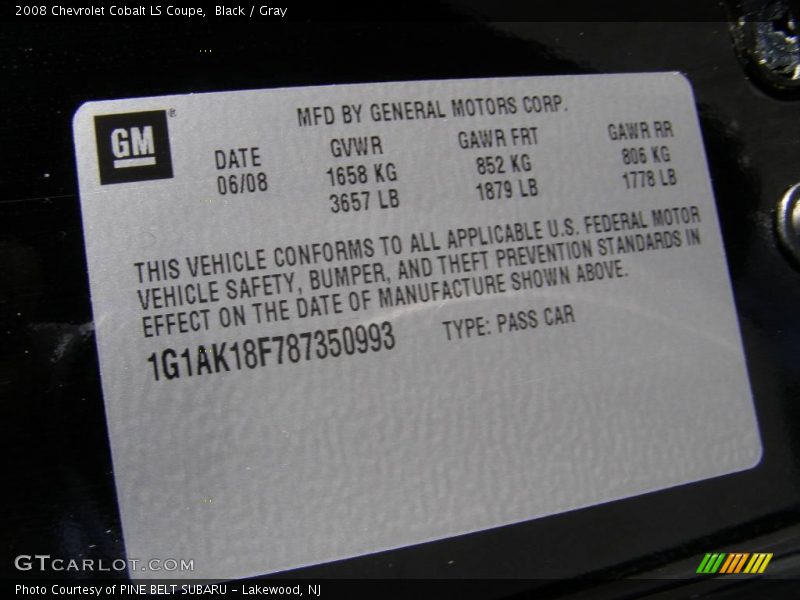 2008 Chevrolet Cobalt LS Coupe, Black / Gray
GM®
MFD BY GENERAL MOTORS CORP.
DATE GVWR GAWR FRT GAWR RR
06/08 1658 KG 852 KG 806 KG
3657 LB 1879 LB 1778 LB
THIS VEHICLE CONFORMS TO ALL APPLICABLE U.S. FEDERAL MOTOR
VEHICLE SAFETY, BUMPER, AND THEFT PREVENTION STANDARDS IN
EFFECT ON THE DATE OF MANUFACTURE SHOWN ABOVE.
1G1AK18F787350993 TYPE: PASS CAR
GTCARLOT.COM
Photo Courtesy of PINE BELT SUBARU - Lakewood, NJ